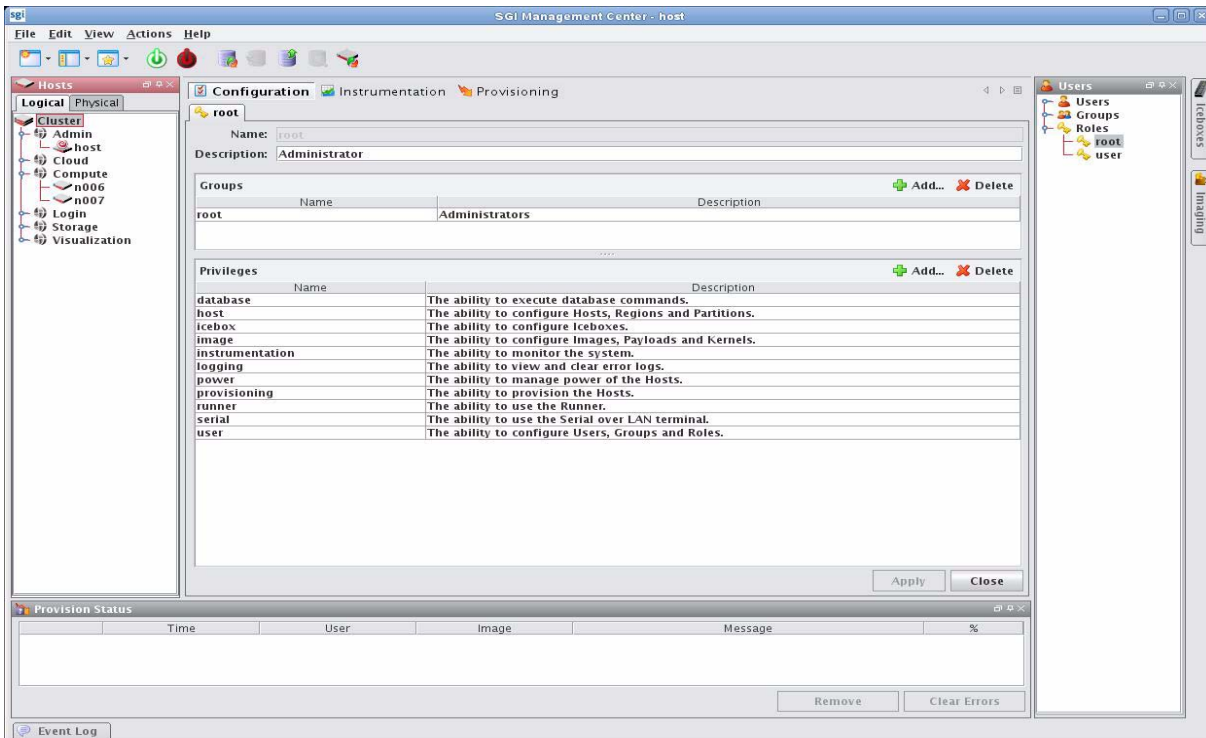 sgi SGI Management Center - host
File Edit View Actions Help
Hosts
Logical Physical
Cluster
Admin
host
Cloud
Compute
n006
n007
Login
Storage
Visualization
Configuration Instrumentation Provisioning
root
Name: root
Description: Administrator
Groups Add... Delete
Name Description
root Administrators
Privileges Add... Delete
Name Description
database The ability to execute database commands.
host The ability to configure Hosts, Regions and Partitions.
icebox The ability to configure Iceboxes.
image The ability to configure Images, Payloads and Kernels.
instrumentation The ability to monitor the system.
logging The ability to view and clear error logs.
power The ability to manage power of the Hosts.
provisioning The ability to provision the Hosts.
runner The ability to use the Runner.
serial The ability to use the Serial over LAN terminal.
user The ability to configure Users, Groups and Roles.
Apply Close
Users
Users
Groups
Roles
root
user
Iceboxes
Imaging
Provision Status
Time User Image Message %
Remove Clear Errors
Event Log